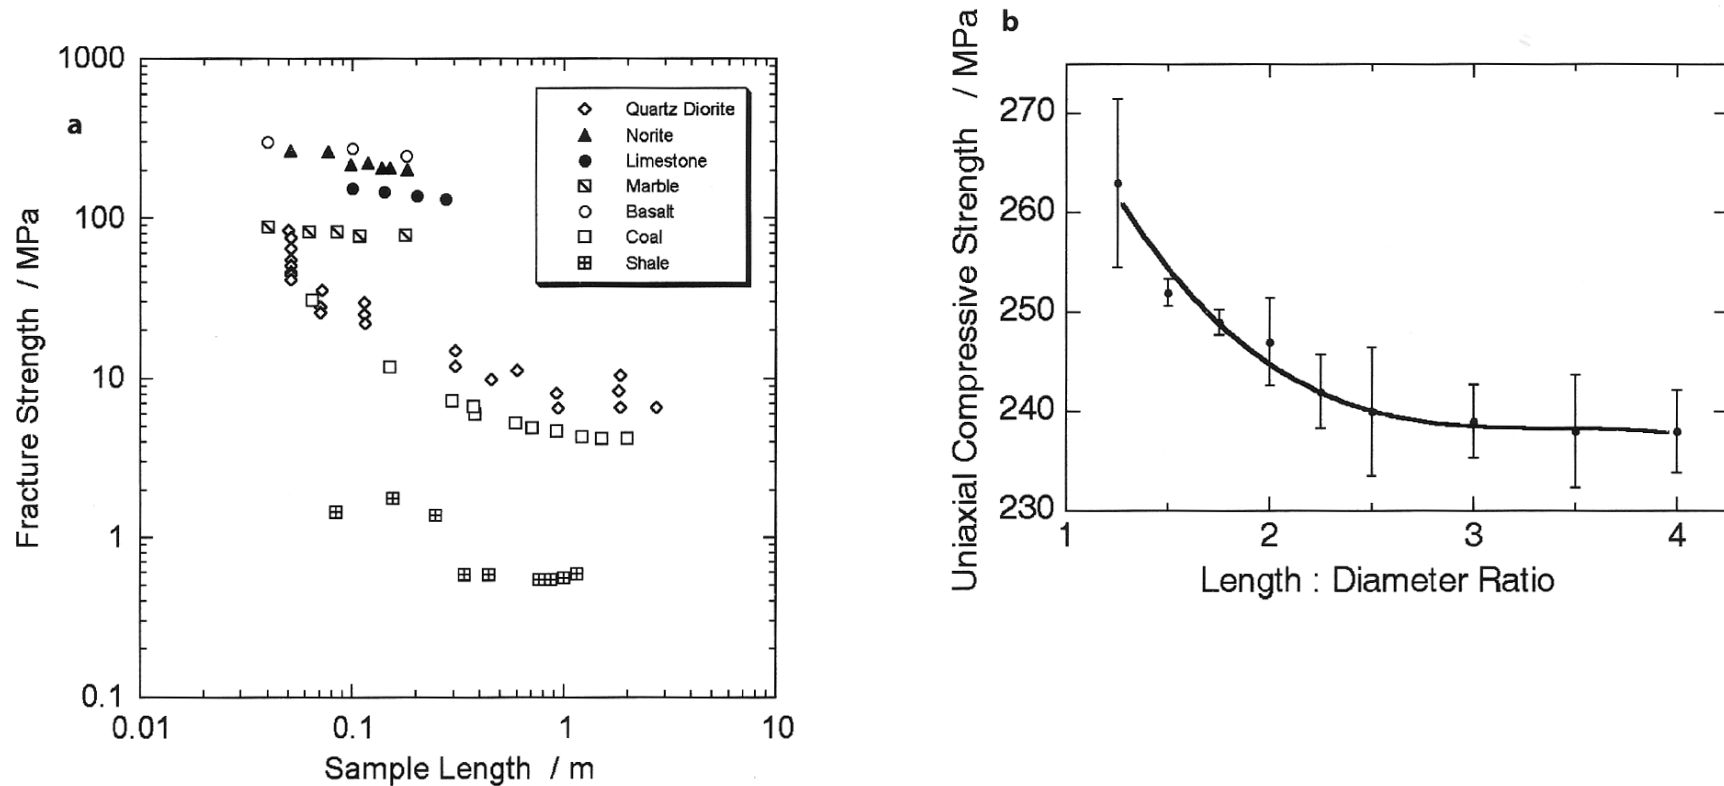 a
1000
100
10
1
0.1
0.01
0.1
1
10
Fracture Strength / MPa
Sample Length / m
Quartz Diorite
Norite
Limestone
Marble
Basalt
Coal
Shale
b
270
260
250
240
230
1
2
3
4
Uniaxial Compressive Strength / MPa
Length : Diameter Ratio